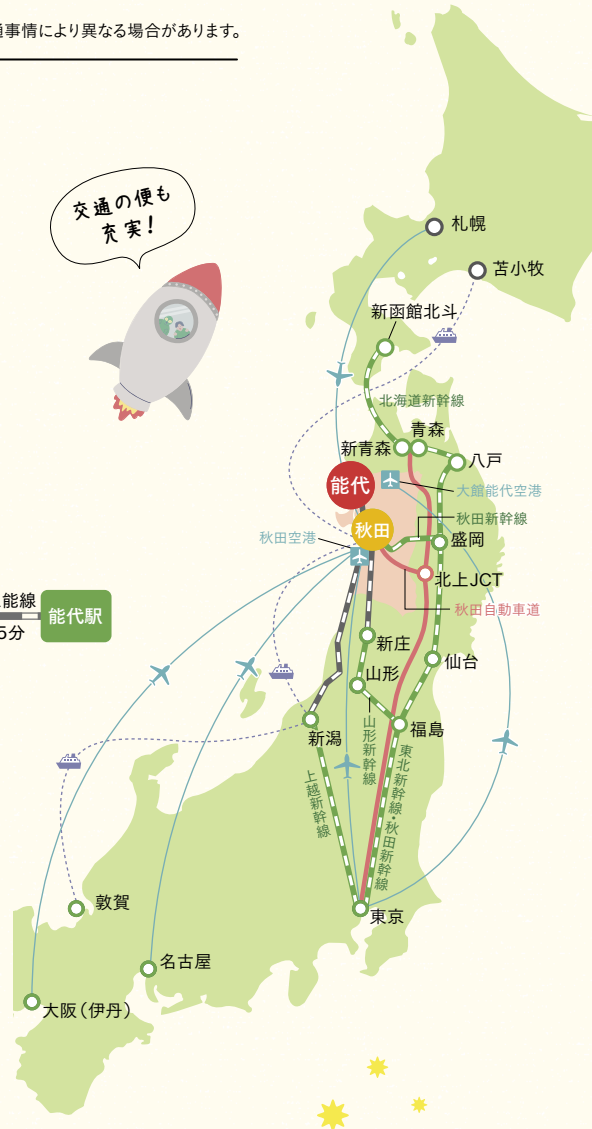 事情により異なる場合があります。
交通の便も
充実!
札幌
苫小牧
新函館北斗
北海道新幹線
青森
新青森
八戸
能代
大館能代空港
秋田新幹線
秋田
秋田空港
盛岡
北上JCT
能線
5分
能代駅
秋田自動車道
新庄
仙台
山形
福島
新潟
山形新幹線
東北新幹線・秋田新幹線
上越新幹線
敦賀
東京
名古屋
大阪(伊丹)